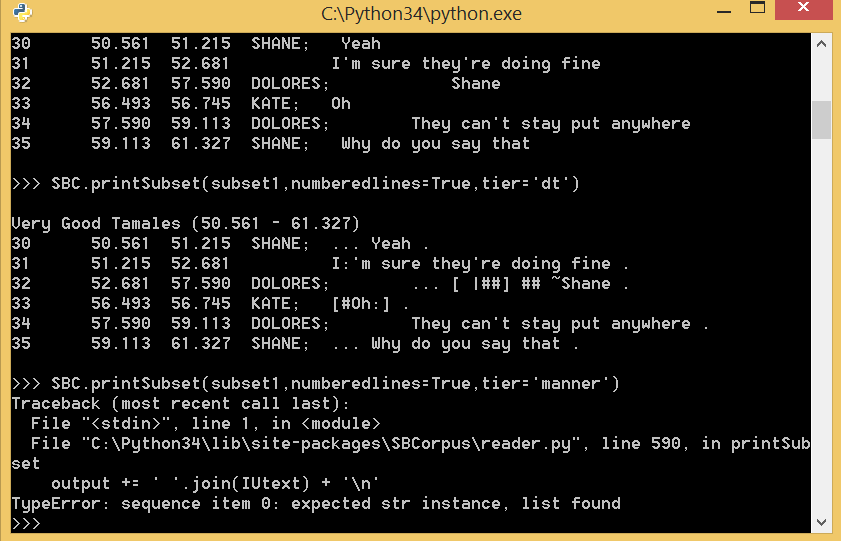 C:\Python34\python.exe
30      50.561  51.215  SHANE;   Yeah
31      51.215  52.681          I'm sure they're doing fine
32      52.681  57.590  DOLORES;            Shane
33      56.493  56.745  KATE;   Oh
34      57.590  59.113  DOLORES;        They can't stay put anywhere
35      59.113  61.327  SHANE;   Why do you say that
>>> SBC.printSubset(subset1,numberedlines=True,tier='dt')
Very Good Tamales (50.561 - 61.327)
30      50.561  51.215  SHANE;  ... Yeah .
31      51.215  52.681          I:'m sure they're doing fine .
32      52.681  57.590  DOLORES;        ... [ |##] ## ~Shane .
33      56.493  56.745  KATE;   [#Oh:] .
34      57.590  59.113  DOLORES;        They can't stay put anywhere .
35      59.113  61.327  SHANE;  ... Why do you say that .
>>> SBC.printSubset(subset1,numberedlines=True,tier='manner')
Traceback (most recent call last):
  File "<stdin>", line 1, in <module>
  File "C:\Python34\lib\site-packages\SBCorpus\reader.py", line 590, in printSub
set
    output += ' '.join(IUtext) + '\n'
TypeError: sequence item 0: expected str instance, list found
>>>